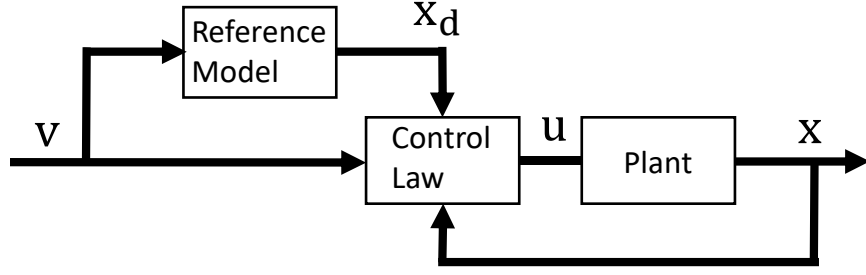 x_d
Reference
Model
v
Control
Law
u
Plant
x